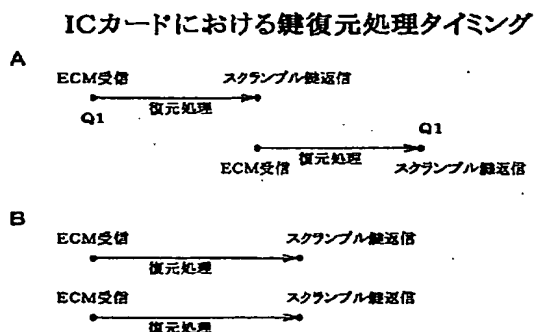 ICカードにおける鍵復元処理タイミング
A
ECM受信 スクランブル鍵返信
復元処理
Q1
Q1
復元処理
ECM受信 スクランブル鍵返信
B
ECM受信 スクランブル鍵返信
復元処理
ECM受信 スクランブル鍵返信
復元処理